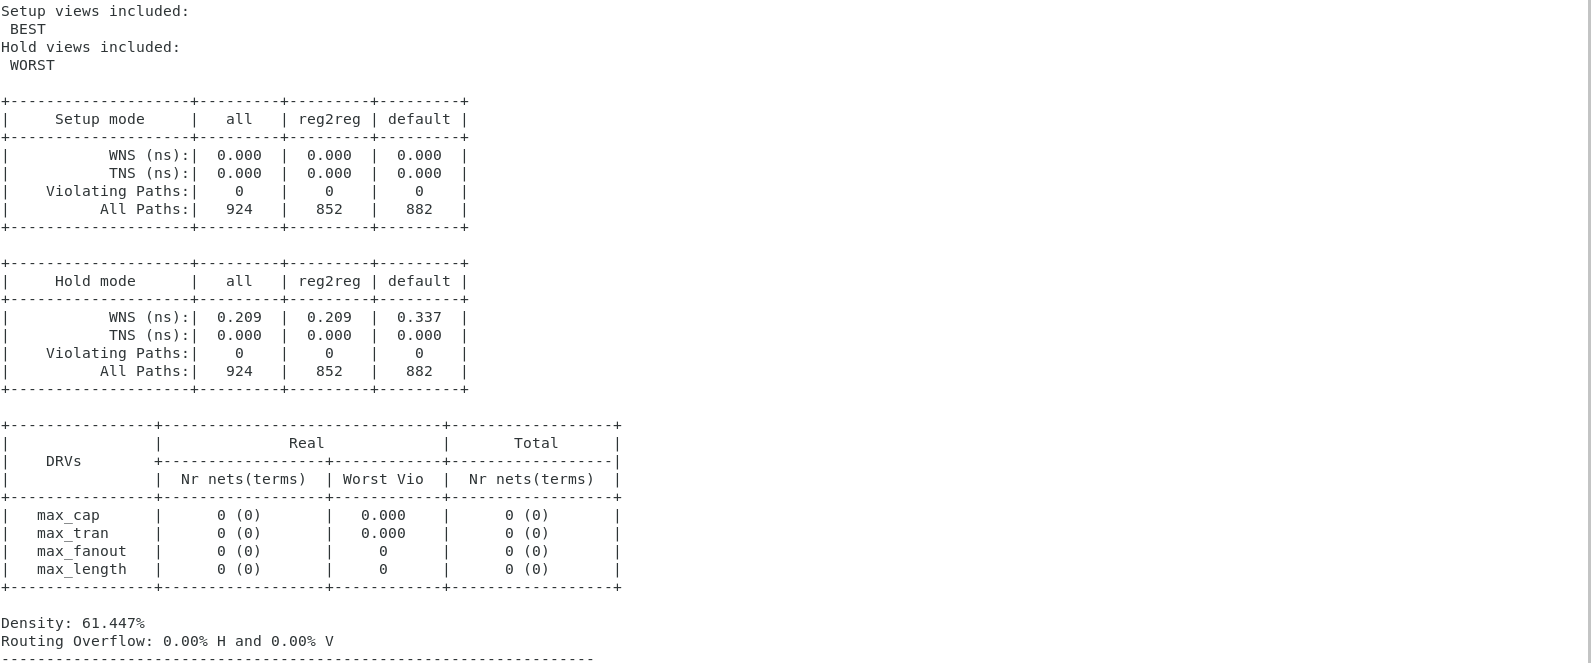 Setup views included:
 BEST
Hold views included:
 WORST

+--------------------+---------+---------+---------+
|     Setup mode     |   all   | reg2reg | default |
+--------------------+---------+---------+---------+
|           WNS (ns):|  0.000  |  0.000  |  0.000  |
|           TNS (ns):|  0.000  |  0.000  |  0.000  |
|    Violating Paths:|    0    |    0    |    0    |
|          All Paths:|   924   |   852   |   882   |
+--------------------+---------+---------+---------+

+--------------------+---------+---------+---------+
|     Hold mode      |   all   | reg2reg | default |
+--------------------+---------+---------+---------+
|           WNS (ns):|  0.209  |  0.209  |  0.337  |
|           TNS (ns):|  0.000  |  0.000  |  0.000  |
|    Violating Paths:|    0    |    0    |    0    |
|          All Paths:|   924   |   852   |   882   |
+--------------------+---------+---------+---------+

+----------------+-------------------------------+------------------+
|                |              Real             |       Total      |
|    DRVs        +------------------+------------+------------------|
|                |  Nr nets(terms)  | Worst Vio  |  Nr nets(terms)  |
+----------------+------------------+------------+------------------+
|   max_cap      |      0 (0)       |   0.000    |      0 (0)       |
|   max_tran     |      0 (0)       |   0.000    |      0 (0)       |
|   max_fanout   |      0 (0)       |     0      |      0 (0)       |
|   max_length   |      0 (0)       |     0      |      0 (0)       |
+----------------+------------------+------------+------------------+

Density: 61.447%
Routing Overflow: 0.00% H and 0.00% V
------------------------------------------------------------------